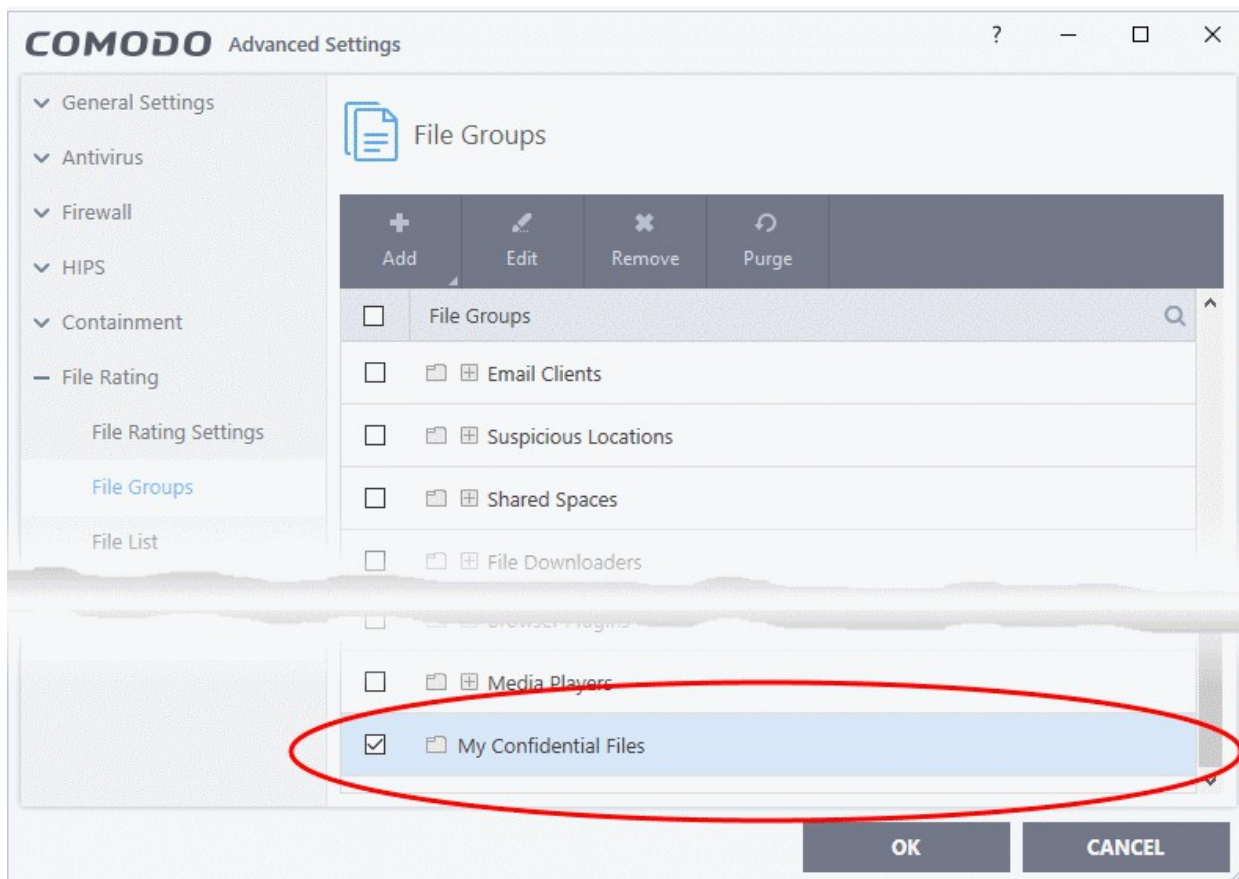 COMODO Advanced Settings ?
General Settings
Antivirus
Firewall
HIPS
Containment
File Rating
File Rating Settings
File Groups
File List
File Groups
Add Edit Remove Purge
File Groups
Email Clients
Suspicious Locations
Shared Spaces
File Downloaders
Browser Plugins
Media Players
My Confidential Files
OK CANCEL